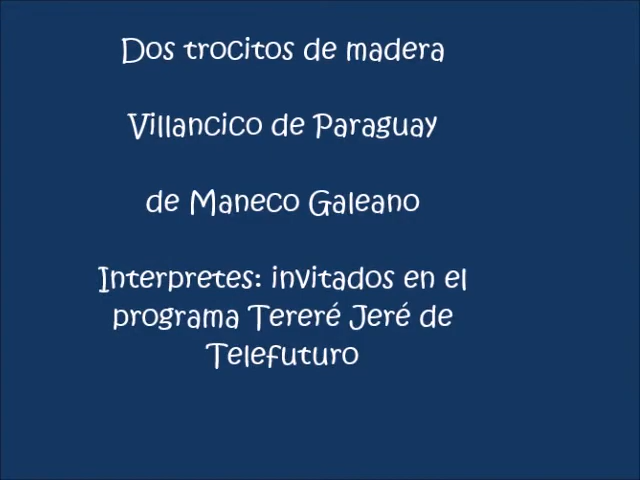 Dos trocitos de madera
Villancico de Paraguay
de Maneco Galeano
Interpretes: invitados en el
programa Tereré Jeré de
Telefuturo